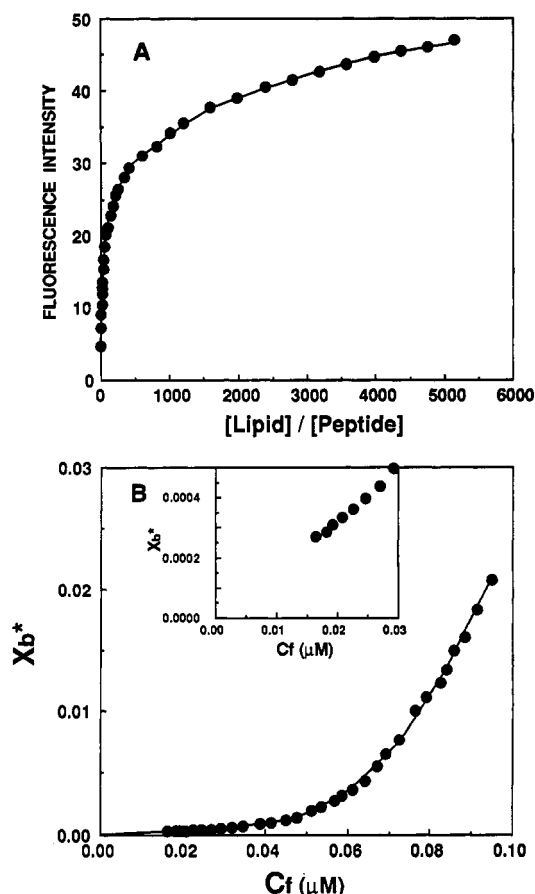 A
50
40
30
20
10
0
FLUORESCENCE INTENSITY
0 1000 2000 3000 4000 5000 6000
[Lipid] / [Peptide]
B
0.03
0.02
0.01
0.00
Xb*
0.0004
0.0002
0.0000
Xb*
0.00 0.01 0.02 0.03
Cf (μM)
0.00 0.02 0.04 0.06 0.08 0.10
Cf (μM)